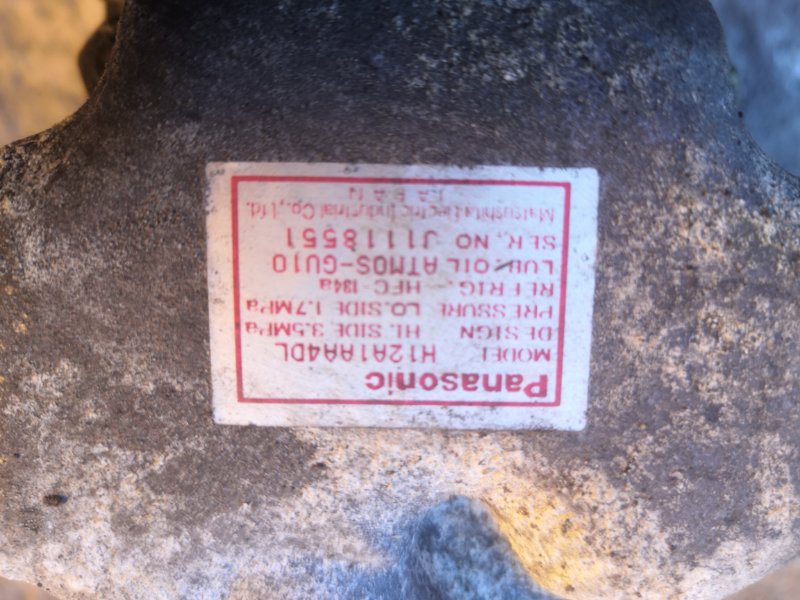 Panasonic
MODEL H12A1AA4DL
DESIGN HI. SIDE 3.5MPa
PRESSURE LO. SIDE 1.7MPa
REFRIG. HFC-134a
LUB. OIL ATMOS-GU10
SER. NO J1118551
Matsushita Electric Industrial Co., Ltd.
JAPAN